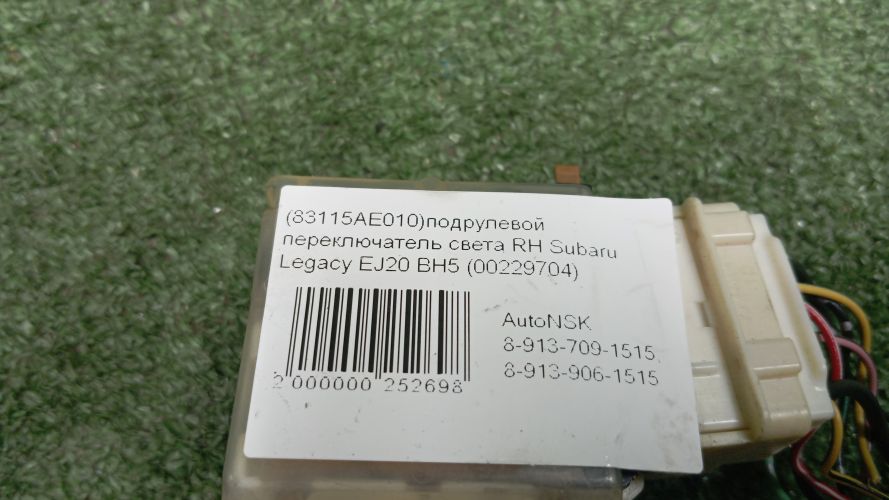 (83115AE010)подрулевой
переключатель света RH Subaru
Legacy EJ20 BH5 (00229704)
AutoNSK
8-913-709-1515,
8-913-906-1515
2 000000 252698